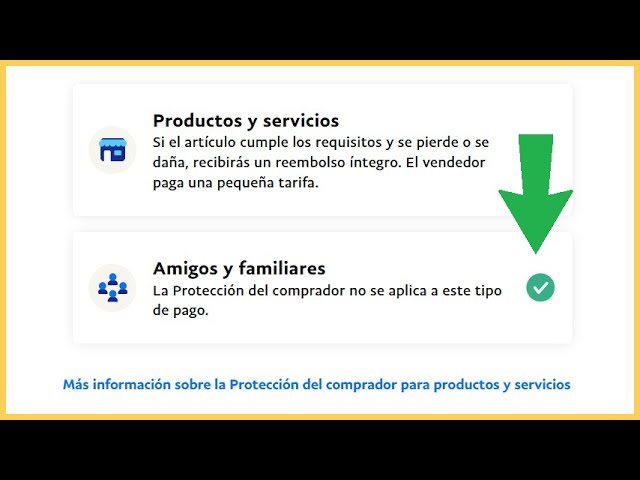 Productos y servicios
Si el artículo cumple los requisitos y se pierde o se
daña, recibirás un reembolso íntegro. El vendedor
paga una pequeña tarifa.
Amigos y familiares
La Protección del comprador no se aplica a este tipo
de pago.
Más información sobre la Protección del comprador para productos y servicios